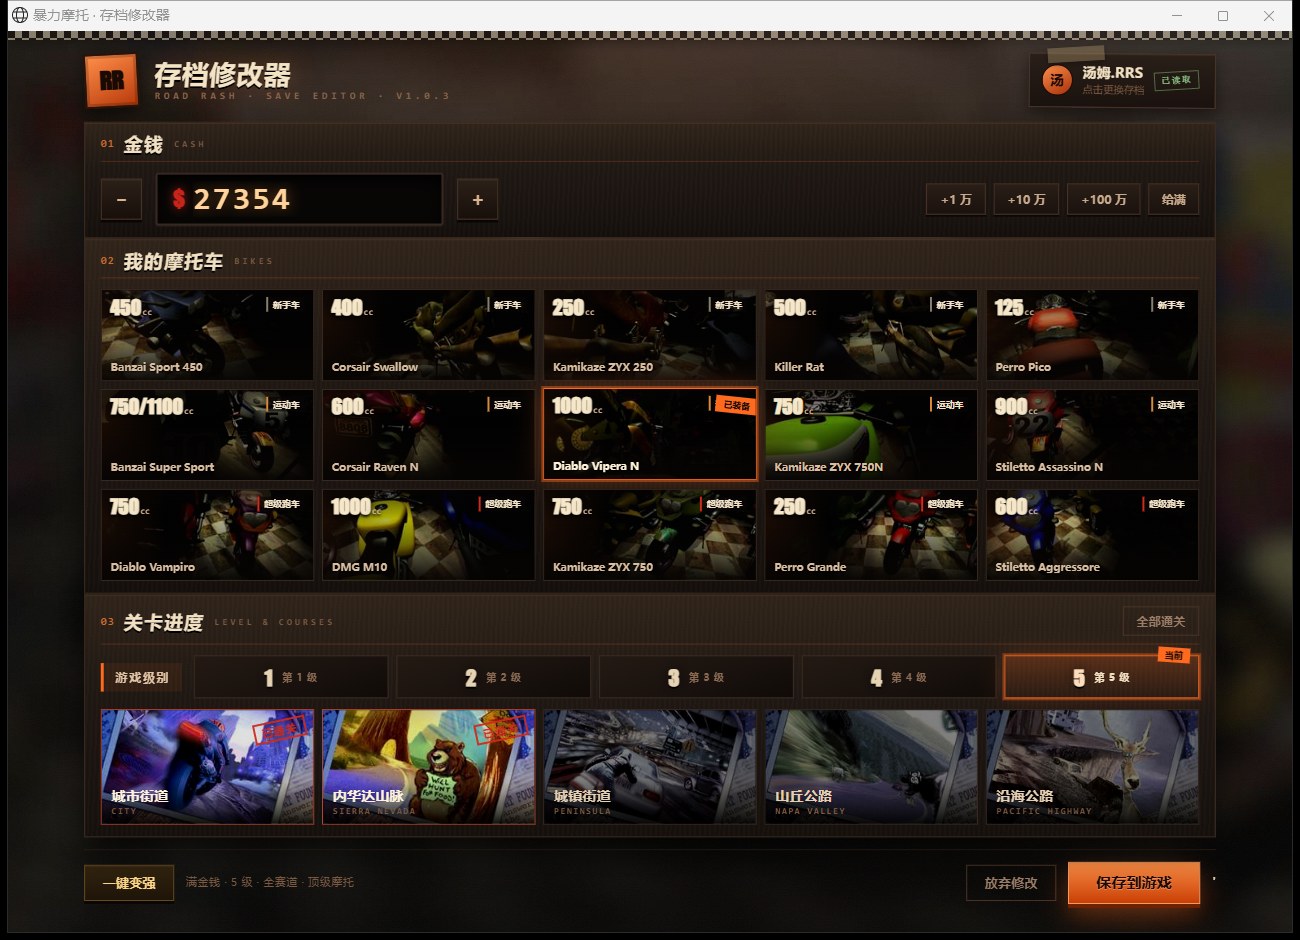 暴力摩托 · 存档修改器
RR
存档修改器
ROAD RASH · SAVE EDITOR · V1.0.3
汤
汤姆.RRS
点击更换存档
已读取
01 金钱 CASH
−
$ 27354
+
+1 万
+10 万
+100 万
给满
02 我的摩托车 BIKES
450cc 新手车
Banzai Sport 450
400cc 新手车
Corsair Swallow
250cc 新手车
Kamikaze ZYX 250
500cc 新手车
Killer Rat
125cc 新手车
Perro Pico
750/1100cc 运动车
Banzai Super Sport
600cc 运动车
Corsair Raven N
1000cc 已装备
Diablo Vipera N
750cc 运动车
Kamikaze ZYX 750N
900cc 运动车
22
Stiletto Assassino N
750cc 超级跑车
Diablo Vampiro
1000cc 超级跑车
DMG M10
750cc 超级跑车
Kamikaze ZYX 750
250cc 超级跑车
Perro Grande
600cc 超级跑车
Stiletto Aggressore
03 关卡进度 LEVEL & COURSES
全部通关
游戏级别
1 第 1 级
2 第 2 级
3 第 3 级
4 第 4 级
5 第 5 级
当前
城市街道
CITY
WILL
HUNT
FOR FOOD!
内华达山脉
SIERRA NEVADA
城镇街道
PENINSULA
山丘公路
NAPA VALLEY
沿海公路
PACIFIC HIGHWAY
一键变强
满金钱 · 5 级 · 全赛道 · 顶级摩托
放弃修改
保存到游戏